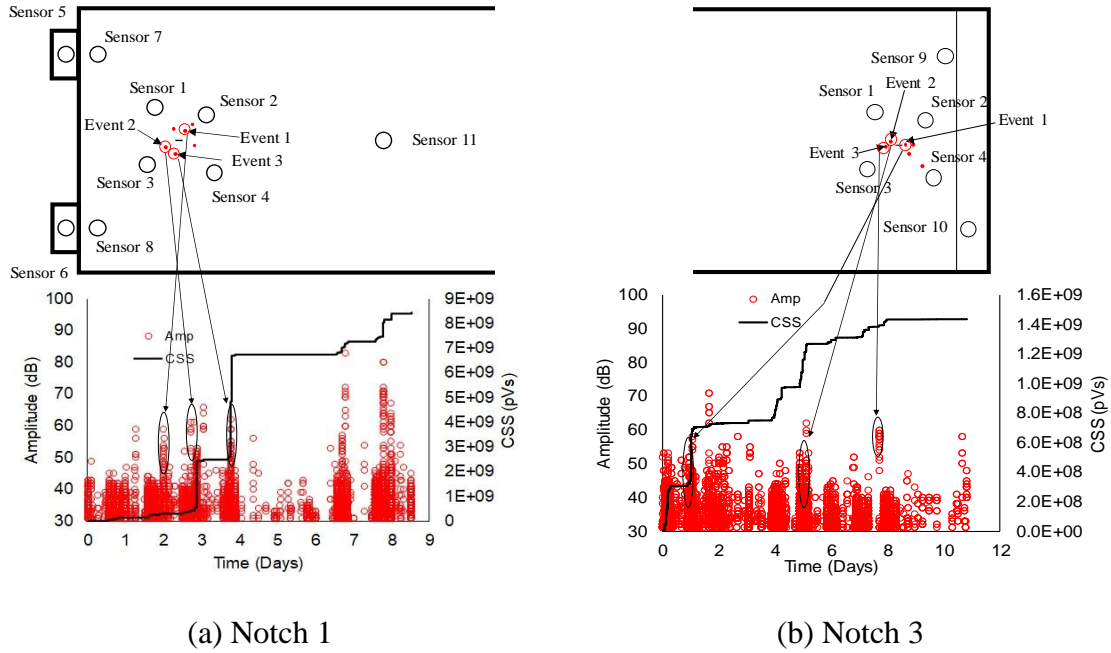 Sensor 5
Sensor 7
Sensor 1
Sensor 2
Event 2
Event 1
Sensor 11
Event 3
Sensor 3
Sensor 4
Sensor 8
Sensor 6
Sensor 9
Event 2
Sensor 1
Sensor 2
Event 1
Event 3
Sensor 4
Sensor 3
Sensor 10
100
90
80
70
60
50
40
30
Amplitude (dB)
Amp
CSS
9E+09
8E+09
7E+09
6E+09
5E+09
4E+09
3E+09
2E+09
1E+09
0
CSS (pVs)
0 1 2 3 4 5 6 7 8 9
Time (Days)
100
90
80
70
60
50
40
30
Amplitude (dB)
Amp
CSS
1.6E+09
1.4E+09
1.2E+09
1.0E+09
8.0E+08
6.0E+08
4.0E+08
2.0E+08
0.0E+00
CSS (pVs)
0 2 4 6 8 10 12
Time (Days)
(a) Notch 1
(b) Notch 3